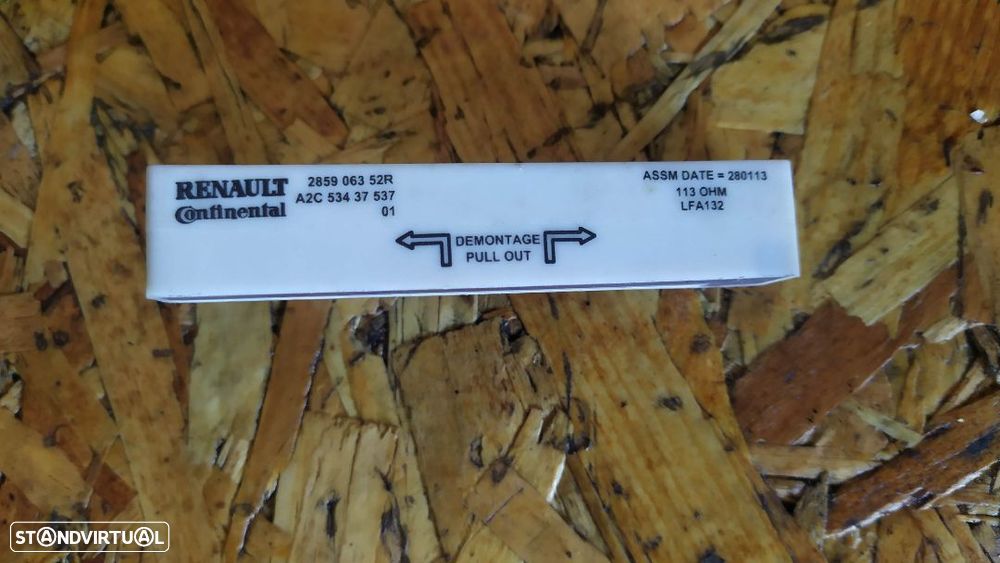 RENAULT 2859 063 52R
Continental A2C 534 37 537
01
ASSM DATE = 280113
113 OHM
LFA132
DEMONTAGE
PULL OUT
STANDVIRTUAL